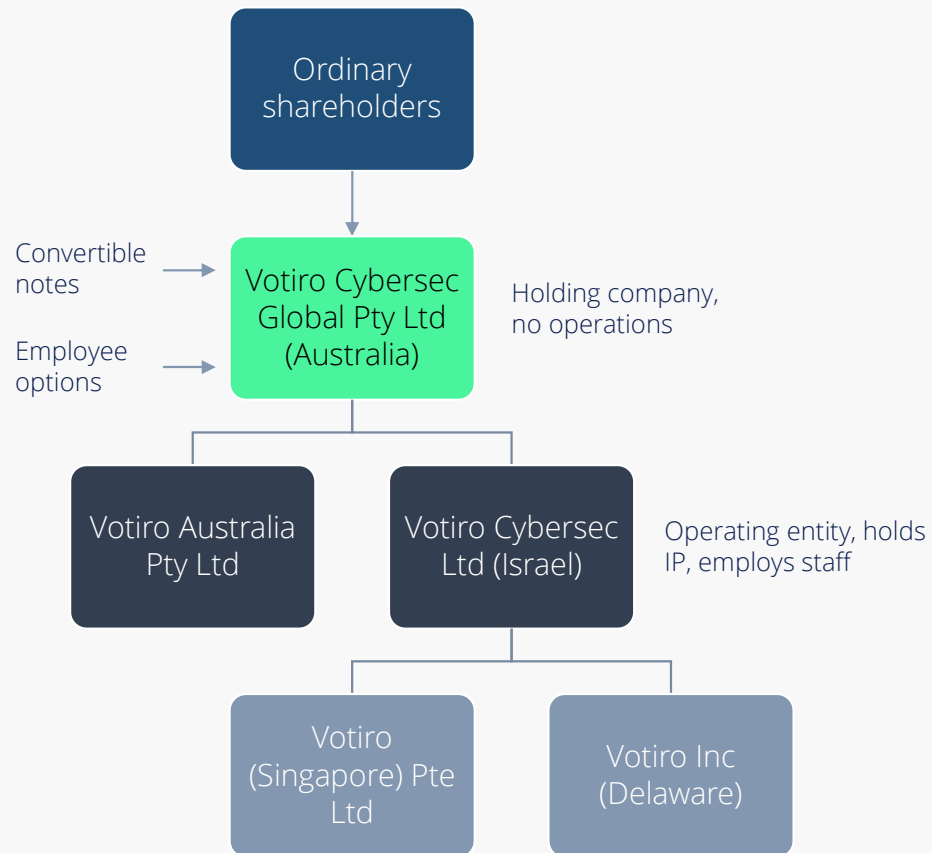 Ordinary
shareholders
Convertible
notes
Votiro Cybersec
Global Pty Ltd
(Australia)
Holding company,
no operations
Employee
options
Votiro Australia
Pty Ltd
Votiro Cybersec
Ltd (Israel)
Operating entity, holds
IP, employs staff
Votiro
(Singapore) Pte
Ltd
Votiro Inc
(Delaware)